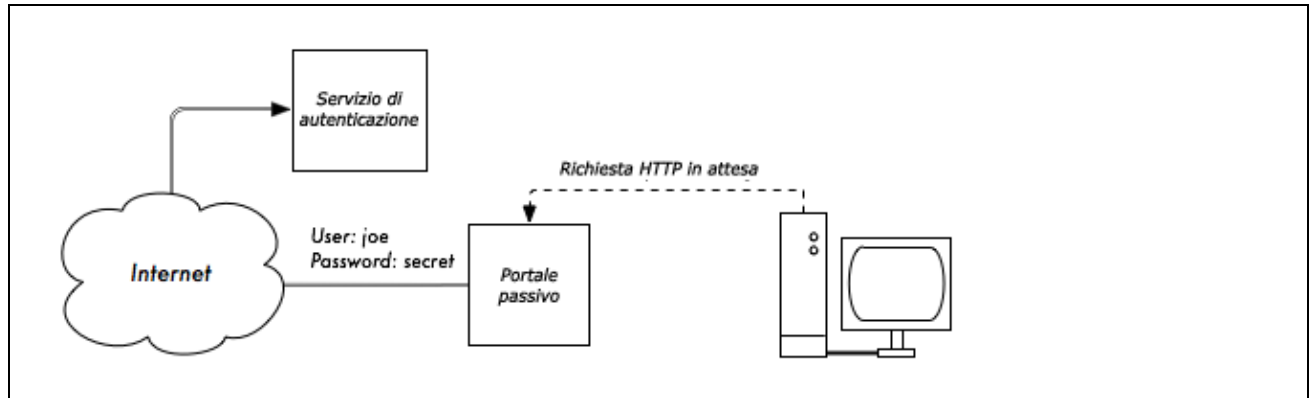 Servizio di
autenticazione
Richiesta HTTP in attesa
User: joe
Password: secret
Internet
Portale
passivo